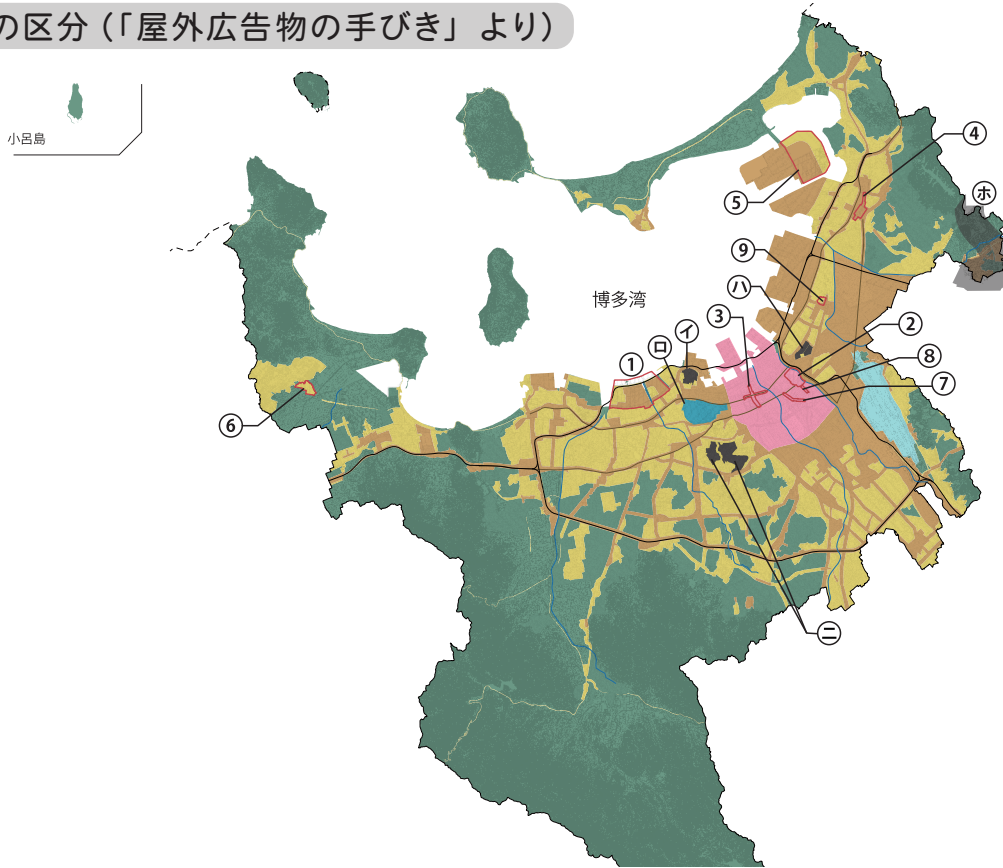 の区分（「屋外広告物の手びき」より）
小呂島
④
ホ
⑤
⑨
ハ
博多湾
③
②
イ
ロ
①
⑧
⑦
⑥
ニ